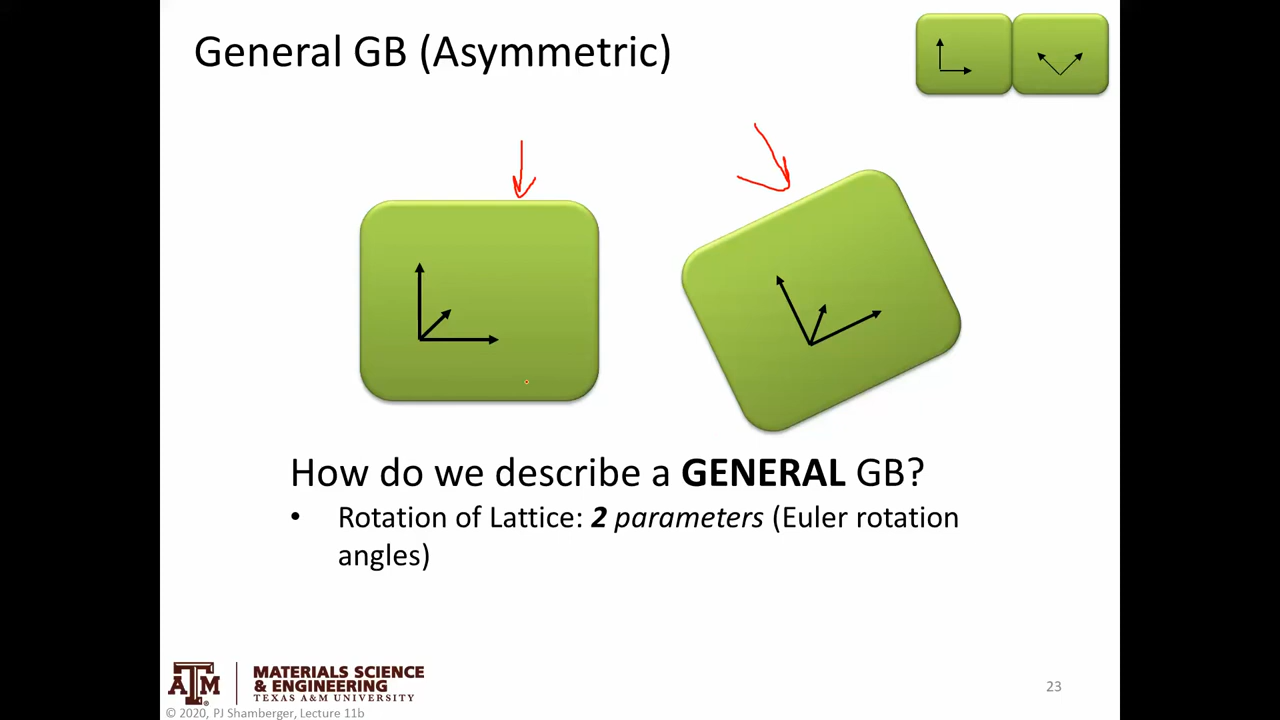 General GB (Asymmetric)
How do we describe a GENERAL GB?
• Rotation of Lattice: 2 parameters (Euler rotation
angles)
ATM
MATERIALS SCIENCE
& ENGINEERING
TEXAS A&M UNIVERSITY
23
© 2020, PJ Shamberger, Lecture 11b